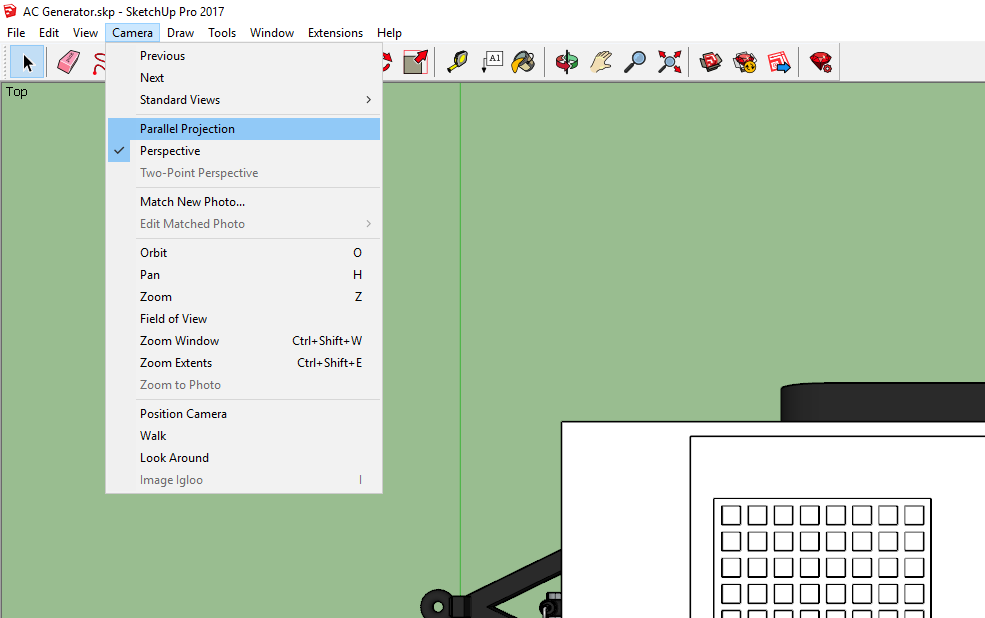 AC Generator.skp - SketchUp Pro 2017
File Edit View Camera Draw Tools Window Extensions Help
A1
Top
Previous
Next
Standard Views
Parallel Projection
Perspective
Two-Point Perspective
Match New Photo...
Edit Matched Photo
Orbit O
Pan H
Zoom Z
Field of View
Zoom Window Ctrl+Shift+W
Zoom Extents Ctrl+Shift+E
Zoom to Photo
Position Camera
Walk
Look Around
Image Igloo I